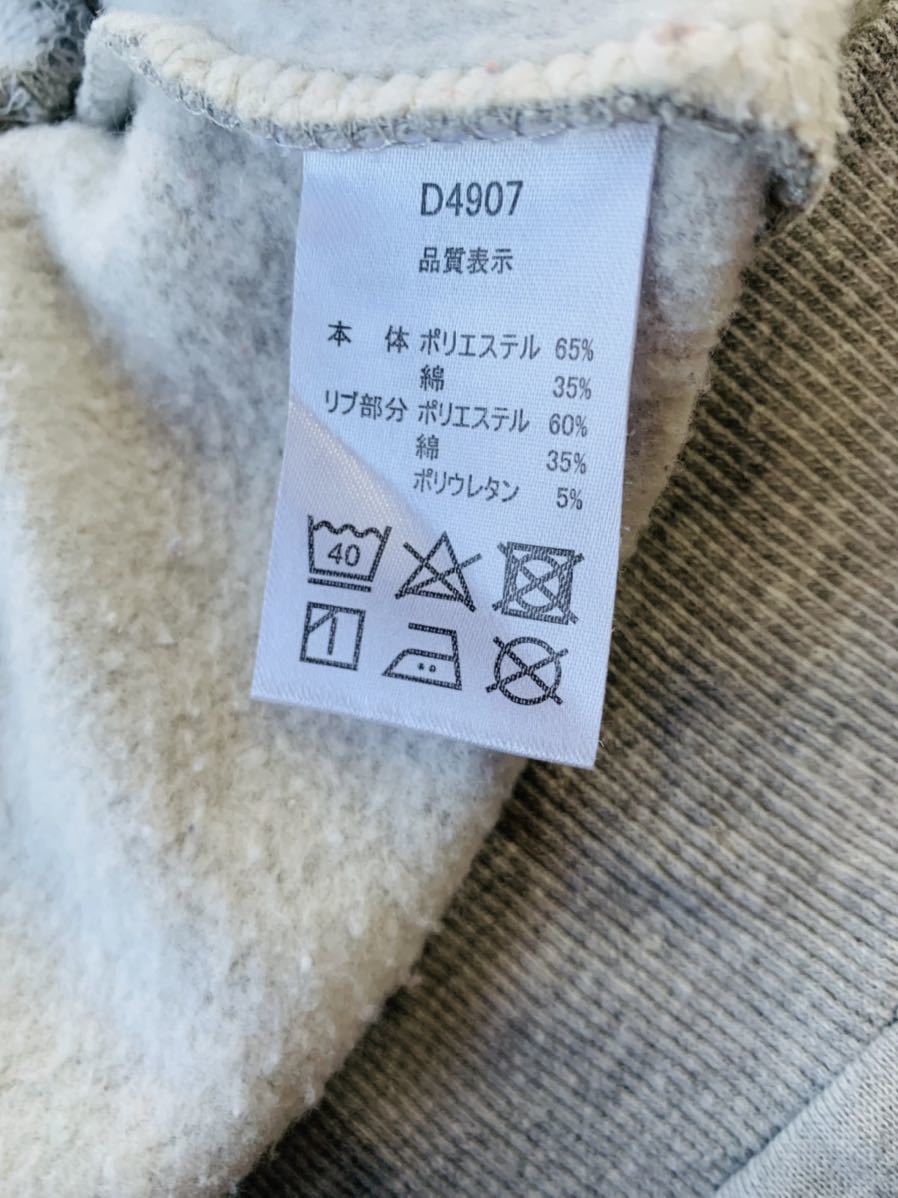 D4907
品質表示
本 体 ポリエステル 65%
綿 35%
リブ部分 ポリエステル 60%
綿 35%
ポリウレタン 5%
40